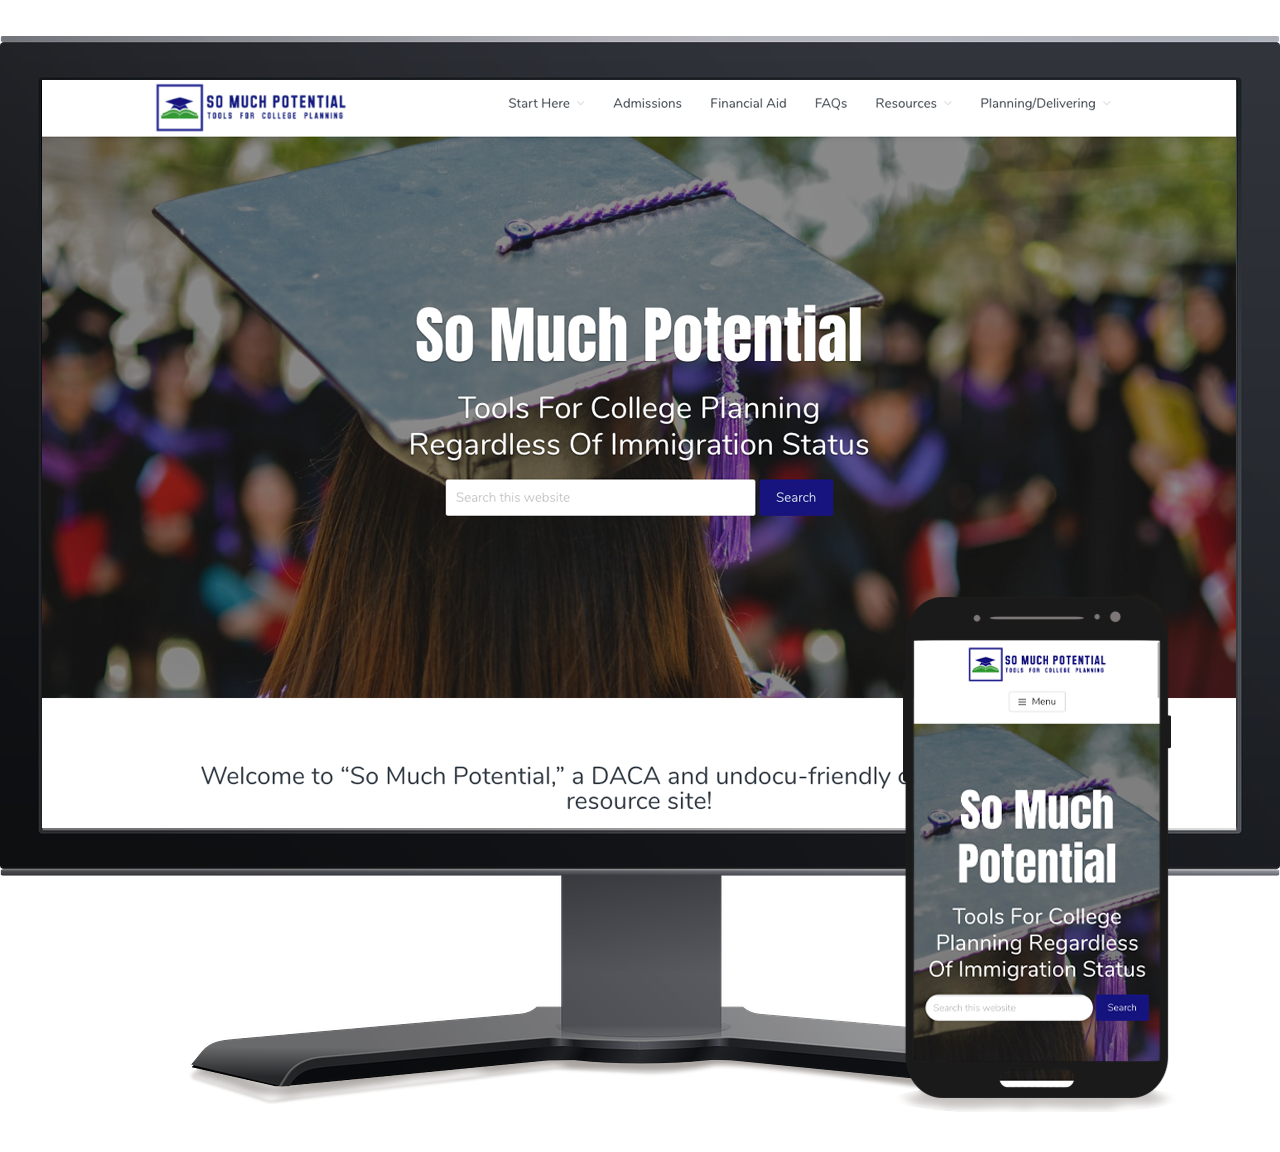 SO MUCH POTENTIAL
TOOLS FOR COLLEGE PLANNING
Start Here Admissions Financial Aid FAQs Resources Planning/Delivering
So Much Potential
Tools For College Planning
Regardless Of Immigration Status
Search this website Search
Welcome to “So Much Potential,” a DACA and undocu-friendly
resource site!
SO MUCH POTENTIAL
TOOLS FOR COLLEGE PLANNING
Menu
So Much
Potential
Tools For College
Planning Regardless
Of Immigration Status
Search this website Search